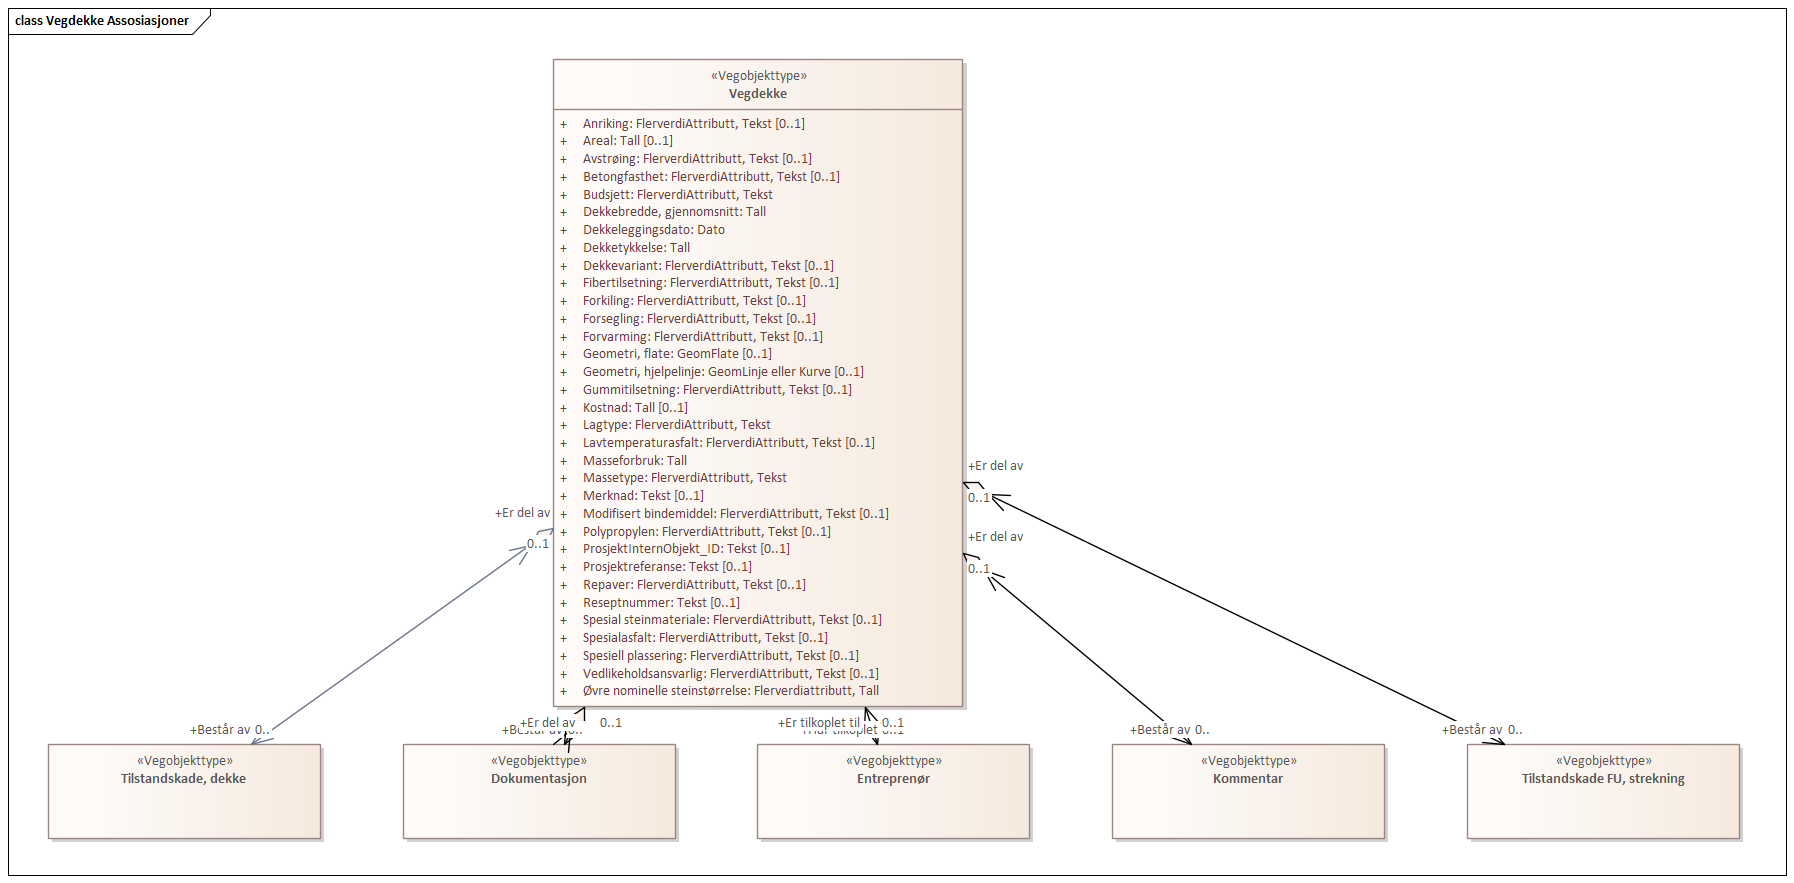 class Vegdekke Assosiasjoner
«Vegobjekttype»
Vegdekke
+ Anriking: FlerverdiAttributt, Tekst [0..1]
+ Areal: Tall [0..1]
+ Avstrøing: FlerverdiAttributt, Tekst [0..1]
+ Betongfasthet: FlerverdiAttributt, Tekst [0..1]
+ Budsjett: FlerverdiAttributt, Tekst
+ Dekkebredde, gjennomsnitt: Tall
+ Dekkeleggingsdato: Dato
+ Dekketykkelse: Tall
+ Dekkevariant: FlerverdiAttributt, Tekst [0..1]
+ Fibertilsetning: FlerverdiAttributt, Tekst [0..1]
+ Forkiling: FlerverdiAttributt, Tekst [0..1]
+ Forsegling: FlerverdiAttributt, Tekst [0..1]
+ Forvarming: FlerverdiAttributt, Tekst [0..1]
+ Geometri, flate: GeomFlate [0..1]
+ Geometri, hjelpelinje: GeomLinje eller Kurve [0..1]
+ Gummitilsetning: FlerverdiAttributt, Tekst [0..1]
+ Kostnad: Tall [0..1]
+ Lagtype: FlerverdiAttributt, Tekst
+ Lavtemperaturasfalt: FlerverdiAttributt, Tekst [0..1]
+ Masseforbruk: Tall
+ Massetype: FlerverdiAttributt, Tekst
+ Merknad: Tekst [0..1]
+ Modifisert bindemiddel: FlerverdiAttributt, Tekst [0..1]
+ Polypropylen: FlerverdiAttributt, Tekst [0..1]
+ ProsjektInternObjekt_ID: Tekst [0..1]
+ Prosjektreferanse: Tekst [0..1]
+ Repaver: FlerverdiAttributt, Tekst [0..1]
+ Reseptnummer: Tekst [0..1]
+ Spesial steinmateriale: FlerverdiAttributt, Tekst [0..1]
+ Spesialasfalt: FlerverdiAttributt, Tekst [0..1]
+ Spesiell plassering: FlerverdiAttributt, Tekst [0..1]
+ Vedlikeholdsansvarlig: FlerverdiAttributt, Tekst [0..1]
+ Øvre nominelle steinstørrelse: Flerverdiattributt, Tall
+Er del av
0..1
+Er del av
0..1
+Er del av
0..1
+Er del av 0..1
+Er tilkoplet til 0..1
+Består av 0..
+Består av 0..
0..1
+Består av 0..
+Består av 0..
«Vegobjekttype»
Tilstandskade, dekke
«Vegobjekttype»
Dokumentasjon
«Vegobjekttype»
Entreprenør
«Vegobjekttype»
Kommentar
«Vegobjekttype»
Tilstandskade FU, strekning